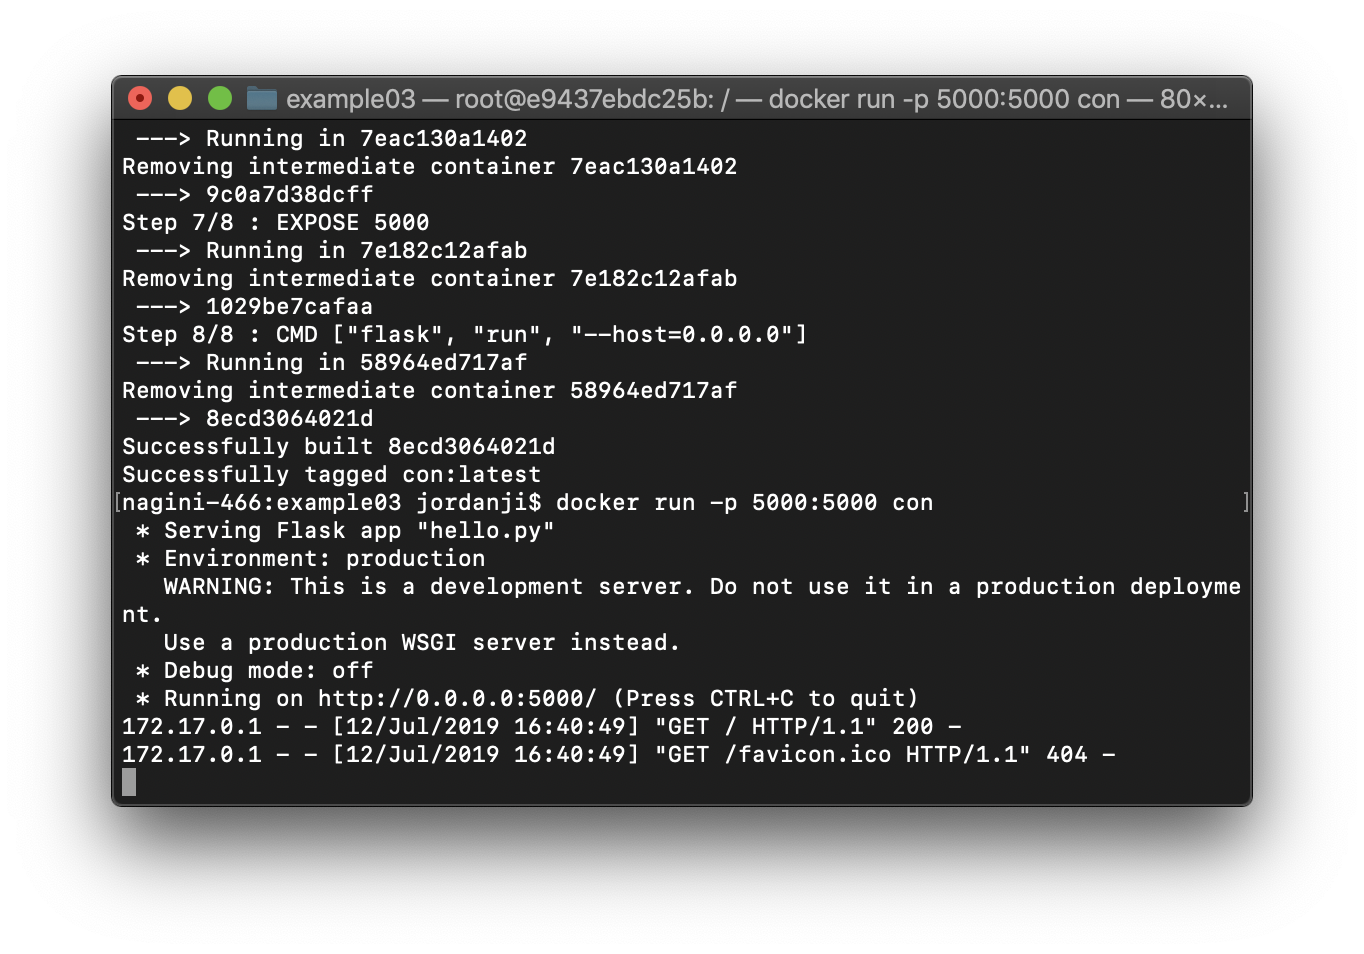 example03 — root@e9437ebdc25b: / — docker run -p 5000:5000 con — 80×...
---> Running in 7eac130a1402
Removing intermediate container 7eac130a1402
---> 9c0a7d38dcff
Step 7/8 : EXPOSE 5000
---> Running in 7e182c12afab
Removing intermediate container 7e182c12afab
---> 1029be7cafaa
Step 8/8 : CMD ["flask", "run", "--host=0.0.0.0"]
---> Running in 58964ed717af
Removing intermediate container 58964ed717af
---> 8ecd3064021d
Successfully built 8ecd3064021d
Successfully tagged con:latest
[nagini-466:example03 jordanji$ docker run -p 5000:5000 con ]
* Serving Flask app "hello.py"
* Environment: production
WARNING: This is a development server. Do not use it in a production deployme
nt.
Use a production WSGI server instead.
* Debug mode: off
* Running on http://0.0.0.0:5000/ (Press CTRL+C to quit)
172.17.0.1 - - [12/Jul/2019 16:40:49] "GET / HTTP/1.1" 200 -
172.17.0.1 - - [12/Jul/2019 16:40:49] "GET /favicon.ico HTTP/1.1" 404 -